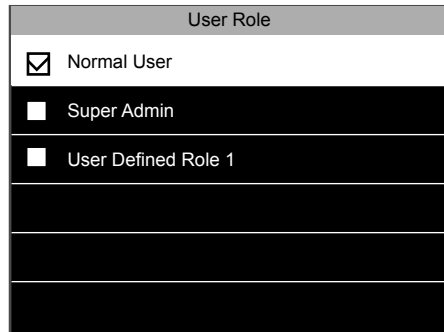 User Role
Normal User
Super Admin
User Defined Role 1